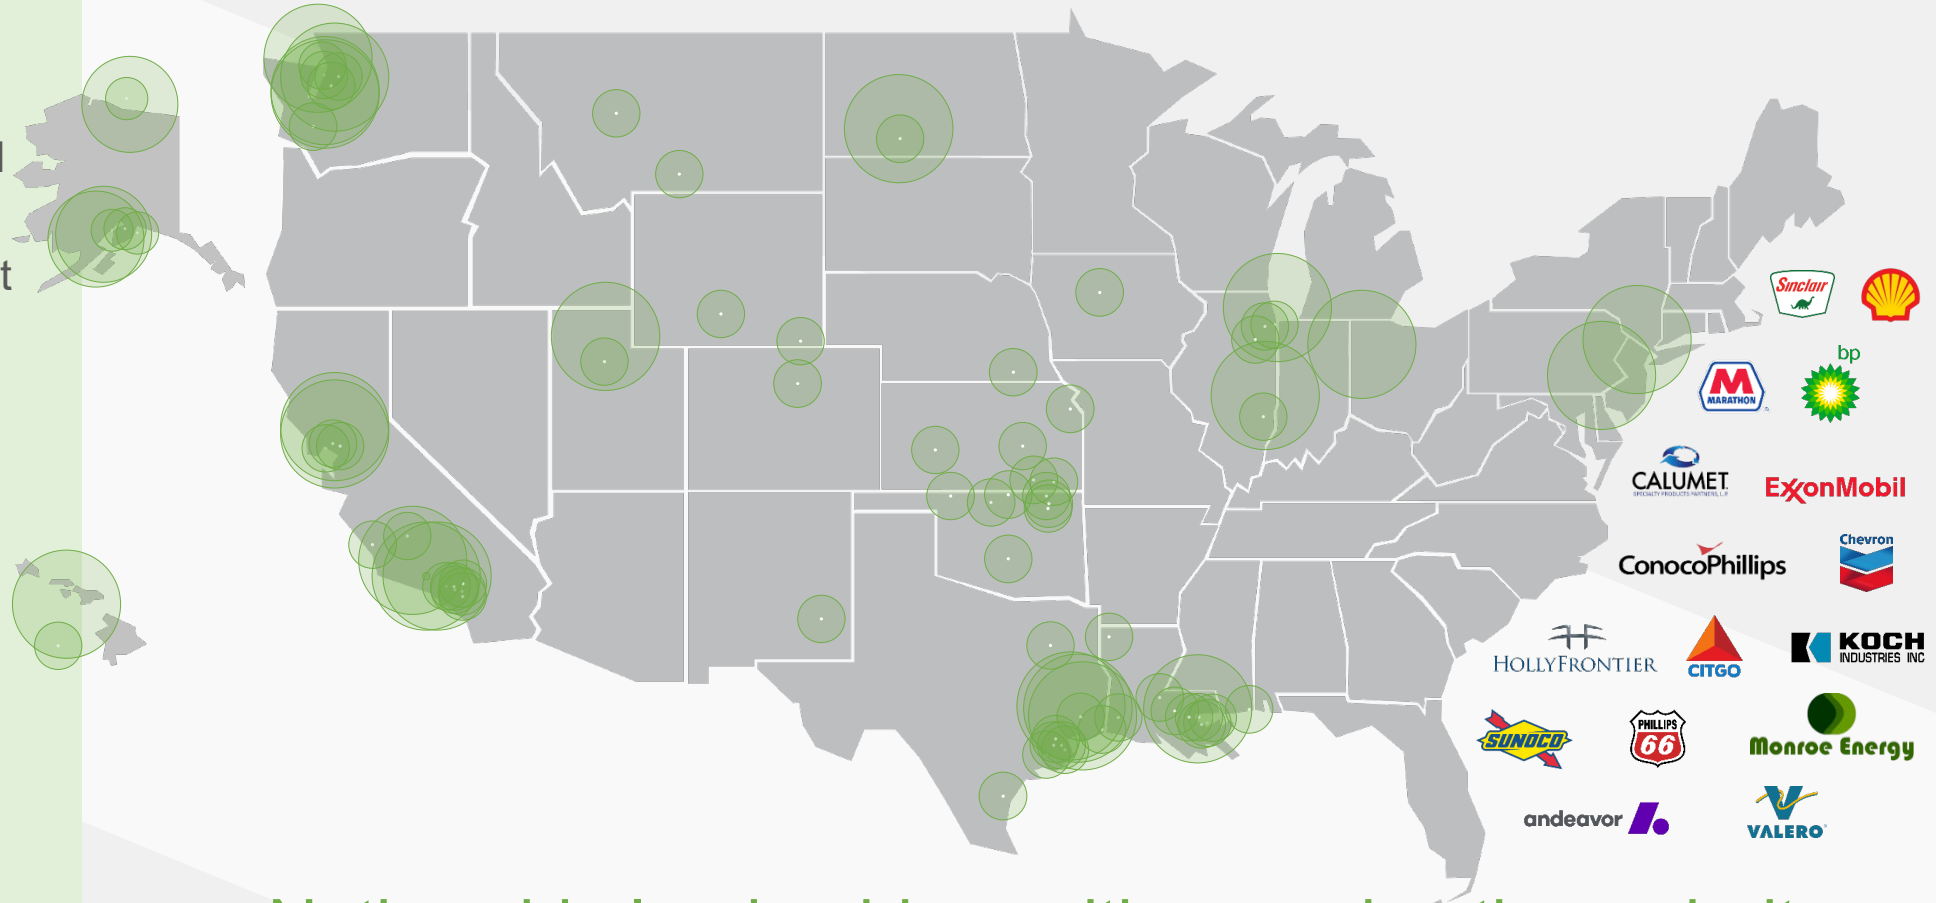 Sinclair
bp
M
MARATHON
CALUMET
SPECIALTY PRODUCTS PARTNERS, L.P.
ExxonMobil
Chevron
ConocoPhillips
HOLLYFRONTIER
CITGO
KOCH
INDUSTRIES INC
SUNOCO
PHILLIPS
66
Monroe Energy
andeavor
VALERO